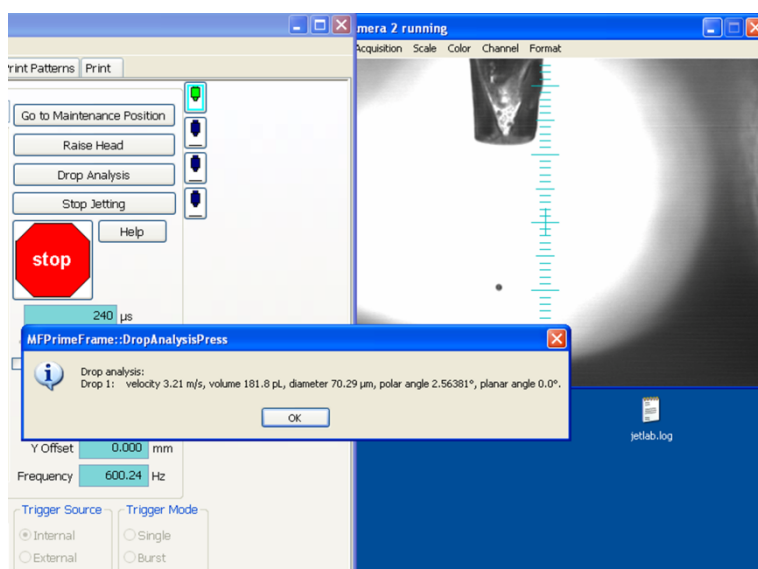 mera 2 running
Acquisition Scale Color Channel Format
Print Patterns Print
Go to Maintenance Position
Raise Head
Drop Analysis
Stop Jetting
Help
stop
240 µs
MFPrimeFrame::DropAnalysisPress
Drop analysis:
Drop 1: velocity 3.21 m/s, volume 181.8 pL, diameter 70.29 µm, polar angle 2.56381°, planar angle 0.0°.
OK
jetlab.log
Y Offset 0.000 mm
Frequency 600.24 Hz
Trigger Source Trigger Mode
Internal Single
External Burst